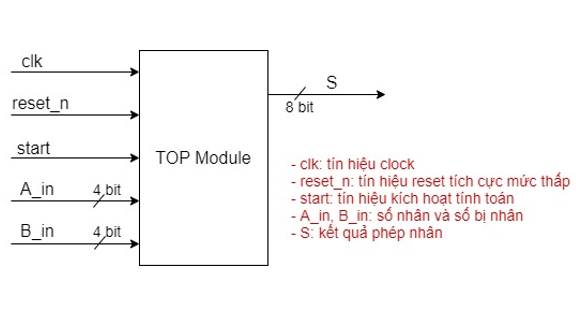 clk
reset_n
start
A_in 4 bit
B_in 4 bit
TOP Module
S
8 bit
- clk: tín hiệu clock
- reset_n: tín hiệu reset tích cực mức thấp
- start: tín hiệu kích hoạt tính toán
- A_in, B_in: số nhân và số bị nhân
- S: kết quả phép nhân